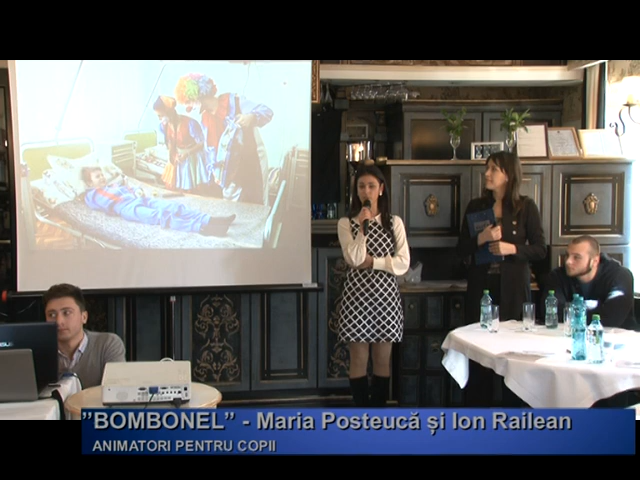 ”BOMBONEL” - Maria Posteucă și Ion Railean
ANIMATORI PENTRU COPII